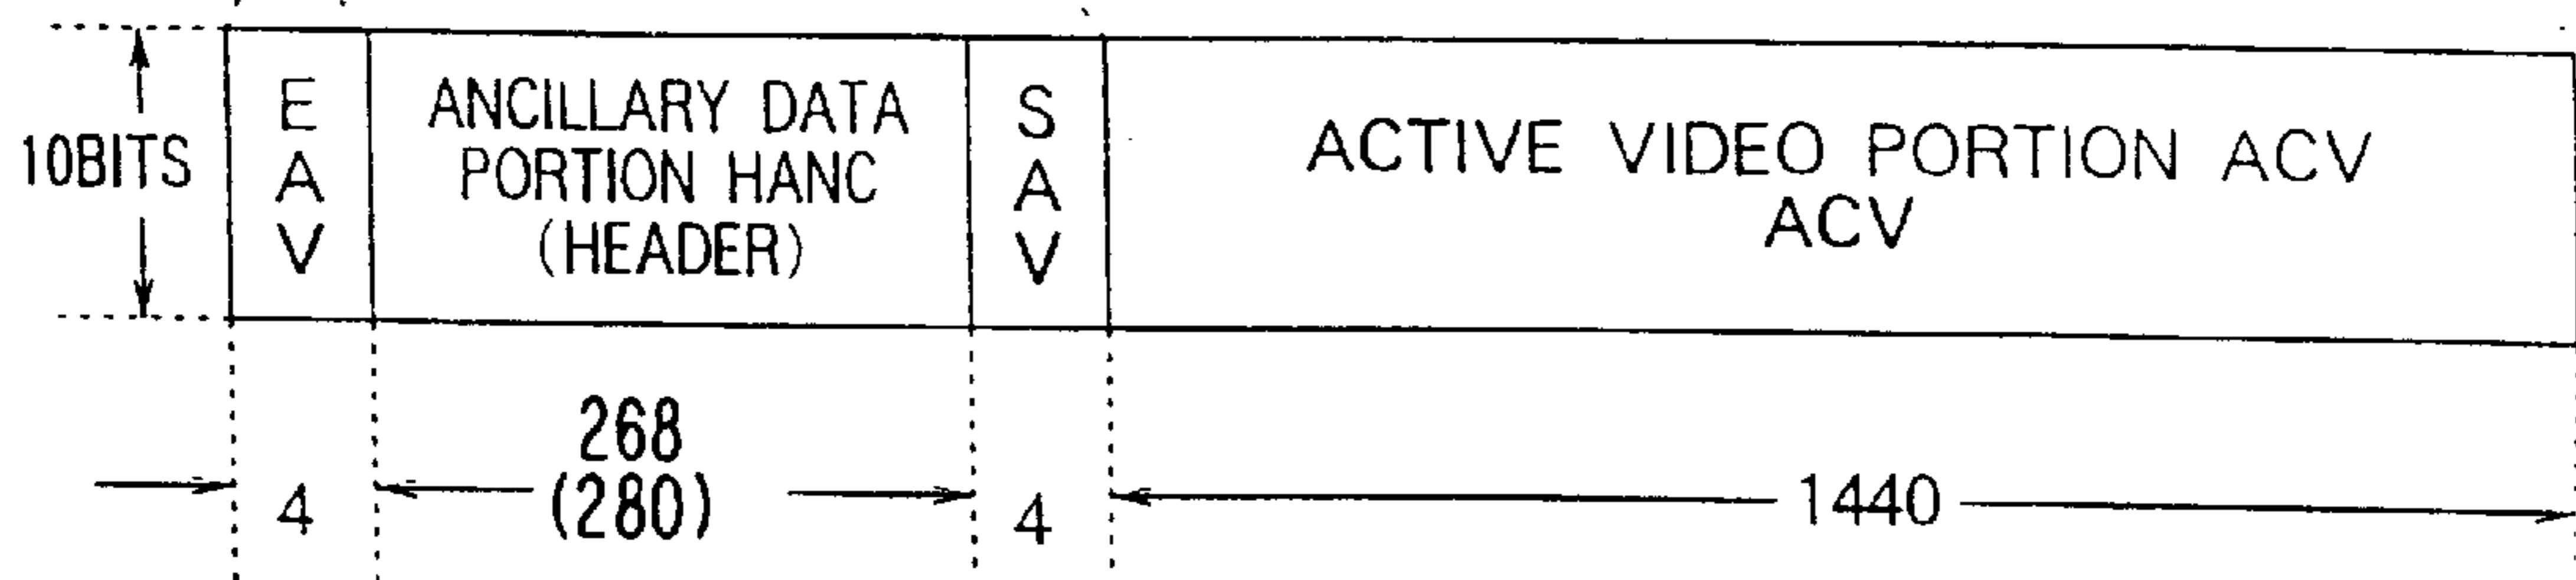 10BITS
E
A
V
ANCILLARY DATA
PORTION HANC
(HEADER)
S
A
V
ACTIVE VIDEO PORTION ACV
ACV
4
268
(280)
4
1440